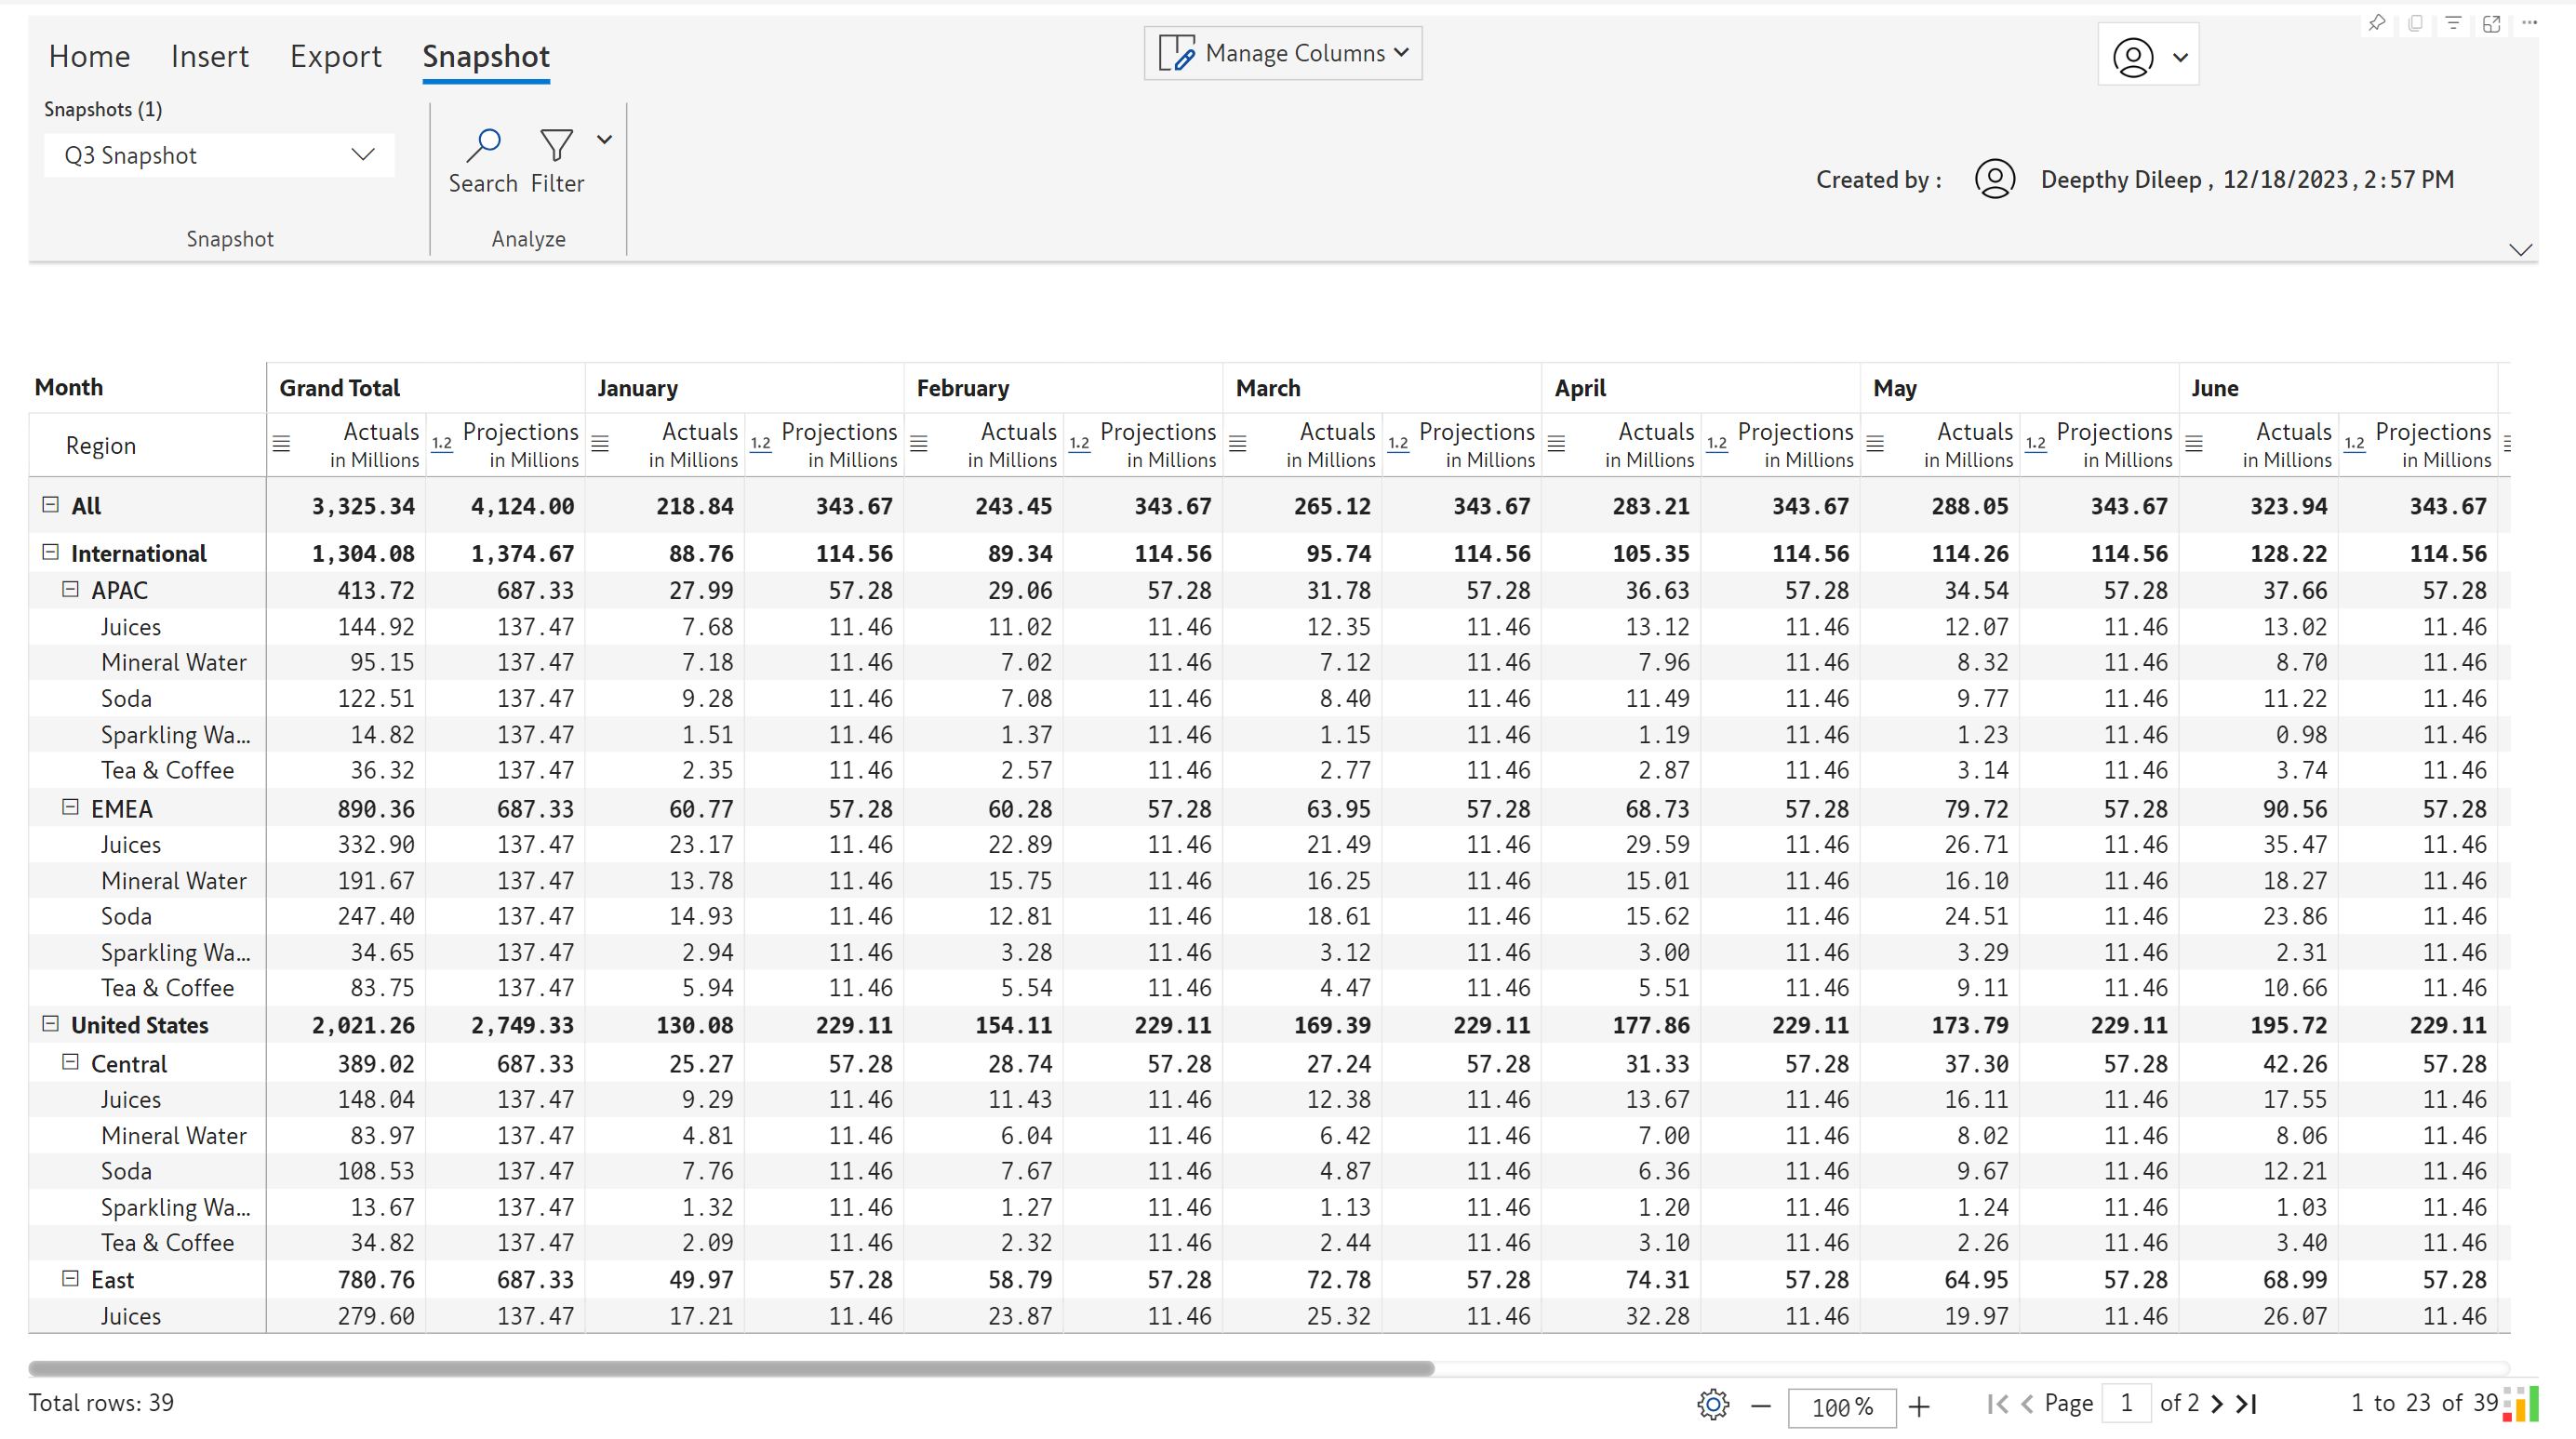 Home Insert Export Snapshot Manage Columns
Snapshots (1)
Q3 Snapshot
Search Filter
Created by : Deepthy Dileep , 12/18/2023, 2:57 PM
Snapshot Analyze
Month Grand Total January February March April May June
Region Actuals in Millions 1.2 Projections in Millions Actuals in Millions 1.2 Projections in Millions Actuals in Millions 1.2 Projections in Millions Actuals in Millions 1.2 Projections in Millions Actuals in Millions 1.2 Projections in Millions Actuals in Millions 1.2 Projections in Millions Actuals in Millions 1.2 Projections in Millions
All 3,325.34 4,124.00 218.84 343.67 243.45 343.67 265.12 343.67 283.21 343.67 288.05 343.67 323.94 343.67
International 1,304.08 1,374.67 88.76 114.56 89.34 114.56 95.74 114.56 105.35 114.56 114.26 114.56 128.22 114.56
APAC 413.72 687.33 27.99 57.28 29.06 57.28 31.78 57.28 36.63 57.28 34.54 57.28 37.66 57.28
Juices 144.92 137.47 7.68 11.46 11.02 11.46 12.35 11.46 13.12 11.46 12.07 11.46 13.02 11.46
Mineral Water 95.15 137.47 7.18 11.46 7.02 11.46 7.12 11.46 7.96 11.46 8.32 11.46 8.70 11.46
Soda 122.51 137.47 9.28 11.46 7.08 11.46 8.40 11.46 11.49 11.46 9.77 11.46 11.22 11.46
Sparkling Wa... 14.82 137.47 1.51 11.46 1.37 11.46 1.15 11.46 1.19 11.46 1.23 11.46 0.98 11.46
Tea & Coffee 36.32 137.47 2.35 11.46 2.57 11.46 2.77 11.46 2.87 11.46 3.14 11.46 3.74 11.46
EMEA 890.36 687.33 60.77 57.28 60.28 57.28 63.95 57.28 68.73 57.28 79.72 57.28 90.56 57.28
Juices 332.90 137.47 23.17 11.46 22.89 11.46 21.49 11.46 29.59 11.46 26.71 11.46 35.47 11.46
Mineral Water 191.67 137.47 13.78 11.46 15.75 11.46 16.25 11.46 15.01 11.46 16.10 11.46 18.27 11.46
Soda 247.40 137.47 14.93 11.46 12.81 11.46 18.61 11.46 15.62 11.46 24.51 11.46 23.86 11.46
Sparkling Wa... 34.65 137.47 2.94 11.46 3.28 11.46 3.12 11.46 3.00 11.46 3.29 11.46 2.31 11.46
Tea & Coffee 83.75 137.47 5.94 11.46 5.54 11.46 4.47 11.46 5.51 11.46 9.11 11.46 10.66 11.46
United States 2,021.26 2,749.33 130.08 229.11 154.11 229.11 169.39 229.11 177.86 229.11 173.79 229.11 195.72 229.11
Central 389.02 687.33 25.27 57.28 28.74 57.28 27.24 57.28 31.33 57.28 37.30 57.28 42.26 57.28
Juices 148.04 137.47 9.29 11.46 11.43 11.46 12.38 11.46 13.67 11.46 16.11 11.46 17.55 11.46
Mineral Water 83.97 137.47 4.81 11.46 6.04 11.46 6.42 11.46 7.00 11.46 8.02 11.46 8.06 11.46
Soda 108.53 137.47 7.76 11.46 7.67 11.46 4.87 11.46 6.36 11.46 9.67 11.46 12.21 11.46
Sparkling Wa... 13.67 137.47 1.32 11.46 1.27 11.46 1.13 11.46 1.20 11.46 1.24 11.46 1.03 11.46
Tea & Coffee 34.82 137.47 2.09 11.46 2.32 11.46 2.44 11.46 3.10 11.46 2.26 11.46 3.40 11.46
East 780.76 687.33 49.97 57.28 58.79 57.28 72.78 57.28 74.31 57.28 64.95 57.28 68.99 57.28
Juices 279.60 137.47 17.21 11.46 23.87 11.46 25.32 11.46 32.28 11.46 19.97 11.46 26.07 11.46
Total rows: 39 100 % Page 1 of 2 1 to 23 of 39